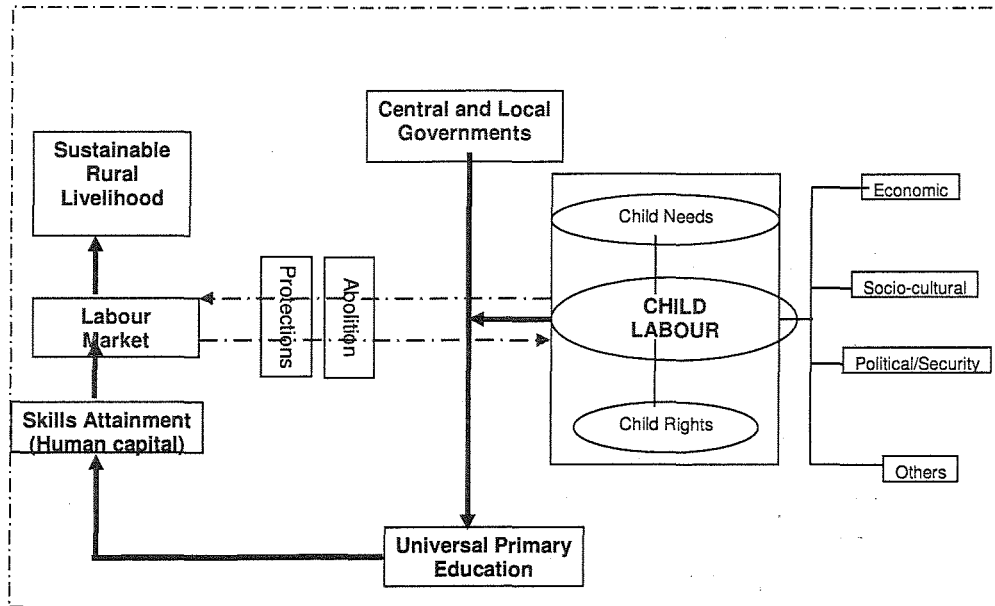 Central and Local
Governments
Sustainable
Rural
Livelihood
Labour
Market
Skills Attainment
(Human capital)
Protections
Abolition
Child Needs
CHILD
LABOUR
Child Rights
Economic
Socio-cultural
Political/Security
Others
Universal Primary
Education